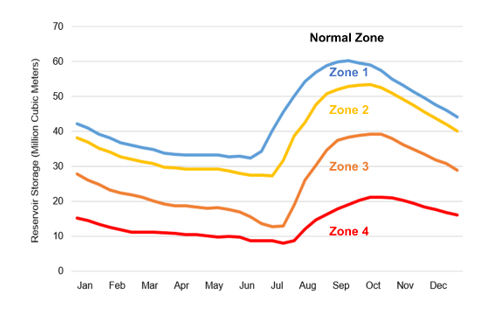 Normal Zone
70
60
50
40
30
20
10
0
Reservoir Storage (Million Cubic Meters)
Zone 1
Zone 2
Zone 3
Zone 4
Jan Feb Mar Apr May Jun Jul Aug Sep Oct Nov Dec